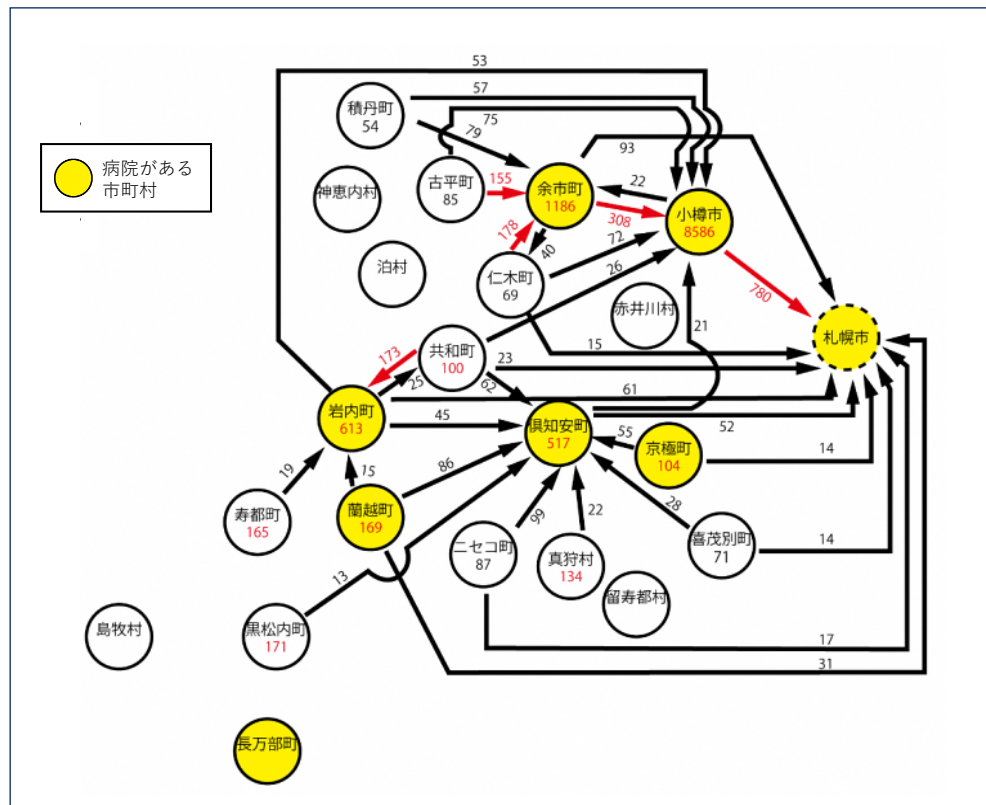 53
57
積丹町
54
75
79
93
病院がある
市町村
古平町
85
155
余市町
1186
22
小樽市
8586
神恵内村
308
178
40
72
26
泊村
仁木町
69
780
赤井川村
21
札幌市
共和町
100
173
25
62
23
15
61
岩内町
613
45
倶知安町
517
52
55
京極町
104
14
19
15
86
蘭越町
169
寿都町
165
99
22
28
ニセコ町
87
真狩村
134
喜茂別町
71
14
13
留寿都村
島牧村
黒松内町
171
17
31
長万部町